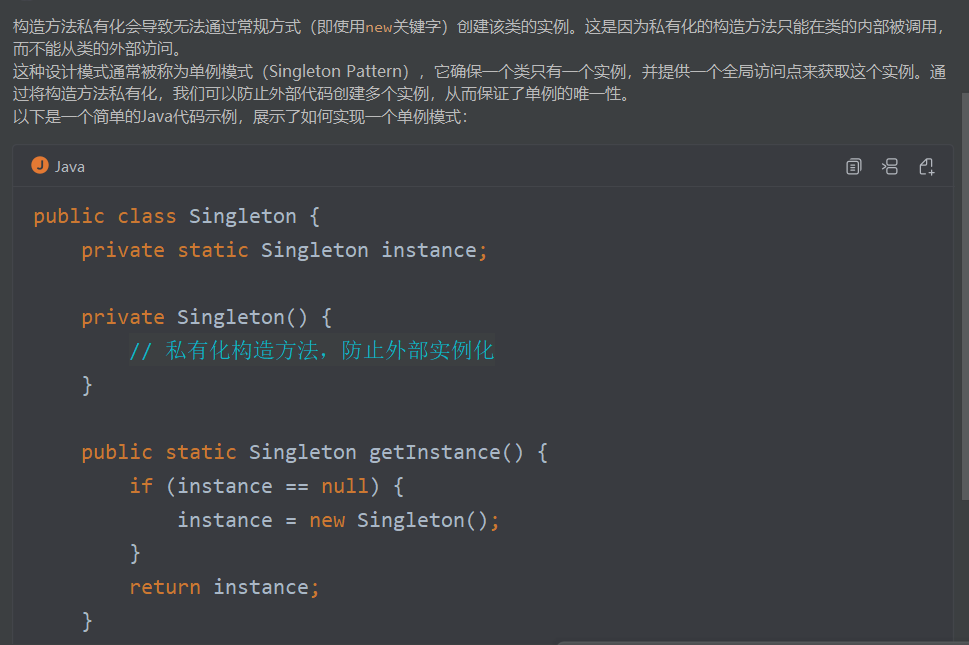 构造方法私有化会导致无法通过常规方式（即使用new关键字）创建该类的实例。这是因为私有化的构造方法只能在类的内部被调用，
而不能从类的外部访问。
这种设计模式通常被称为单例模式（Singleton Pattern），它确保一个类只有一个实例，并提供一个全局访问点来获取这个实例。通
过将构造方法私有化，我们可以防止外部代码创建多个实例，从而保证了单例的唯一性。
以下是一个简单的Java代码示例，展示了如何实现一个单例模式：
J Java
public class Singleton {
    private static Singleton instance;
    private Singleton() {
        // 私有化构造方法，防止外部实例化
    }
    public static Singleton getInstance() {
        if (instance == null) {
            instance = new Singleton();
        }
        return instance;
    }